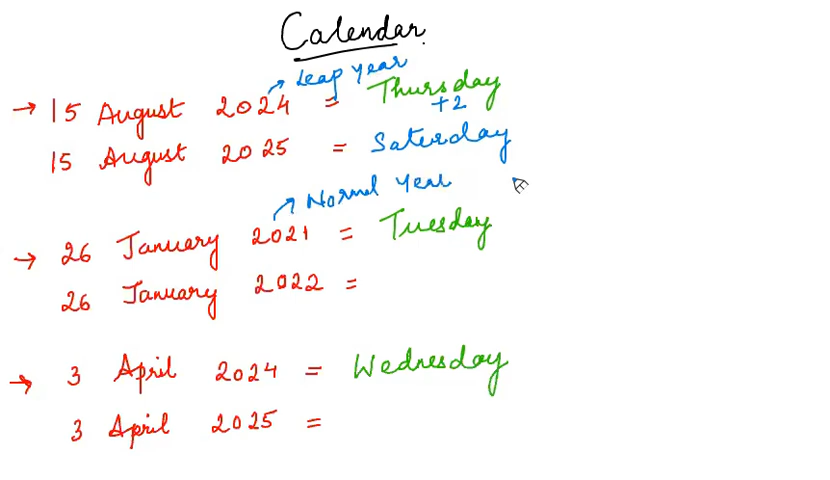 Calendar.
→ Leap year
→ 15 August 2024 = Thursday
+2
15 August 2025 = Saterday
→ Normal year
→ 26 January 2021 = Tuesday
26 January 2022 =
→ 3 April 2024 = Wednesday
3 April 2025 =